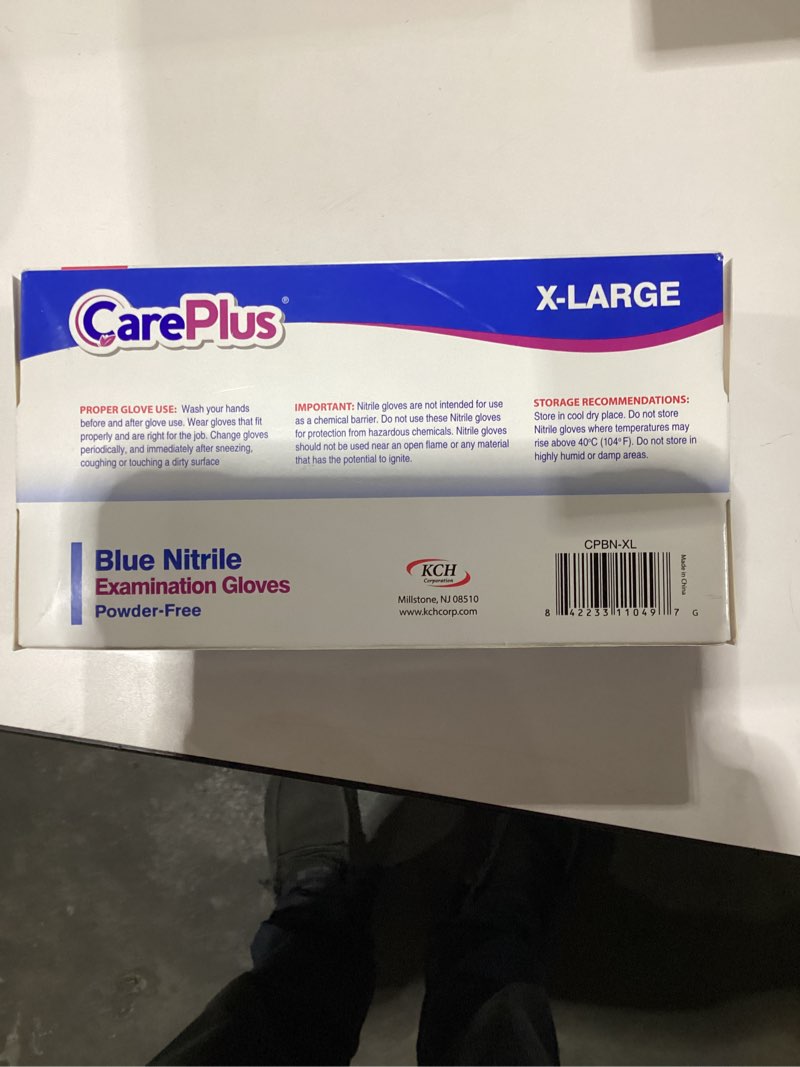 CarePlus®
X-LARGE
PROPER GLOVE USE: Wash your hands
before and after glove use. Wear gloves that fit
properly and are right for the job. Change gloves
periodically, and immediately after sneezing,
coughing or touching a dirty surface
IMPORTANT: Nitrile gloves are not intended for use
as a chemical barrier. Do not use these Nitrile gloves
for protection from hazardous chemicals. Nitrile gloves
should not be used near an open flame or any material
that has the potential to ignite.
STORAGE RECOMMENDATIONS:
Store in cool dry place. Do not store
Nitrile gloves where temperatures may
rise above 40ºC (104º F). Do not store in
highly humid or damp areas.
Blue Nitrile
Examination Gloves
Powder-Free
KCH
Corporation
Millstone, NJ 08510
www.kchcorp.com
CPBN-XL
8 42233 11049 7 G
Made in China